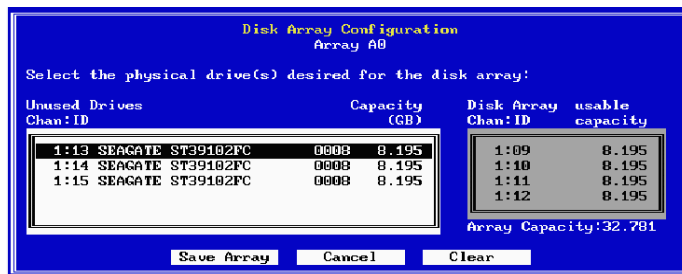 Disk Array Configuration
Array A0
Select the physical drive(s) desired for the disk array:
Unused Drives Capacity Disk Array usable
Chan:ID (GB) Chan:ID capacity
1:13 SEAGATE ST39102FC 0008 8.195 1:09 8.195
1:14 SEAGATE ST39102FC 0008 8.195 1:10 8.195
1:15 SEAGATE ST39102FC 0008 8.195 1:11 8.195
1:12 8.195
Array Capacity:32.781
Save Array Cancel Clear